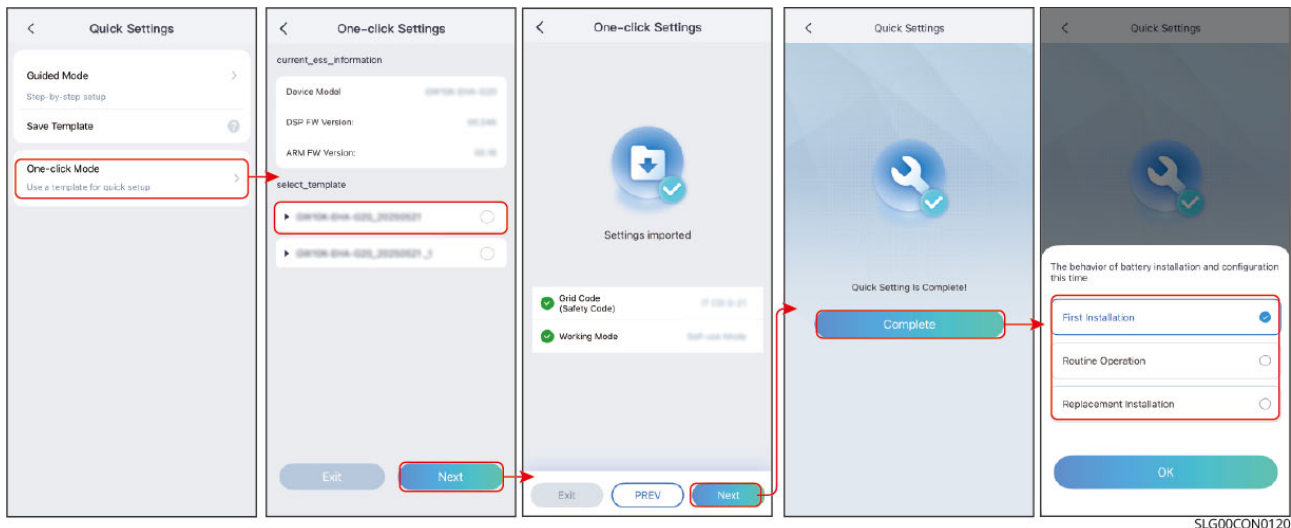 Quick Settings
Guided Mode
Step-by-step setup
Save Template
One-click Mode
Use a template for quick setup
One-click Settings
current_ess_information
Device Model
DSP FW Version:
ARM FW Version:
select_template
Exit
Next
One-click Settings
Settings imported
Grid Code
(Safety Code)
Working Mode
Exit
PREV
Next
Quick Settings
Quick Setting Is Complete!
Complete
Quick Settings
The behavior of battery installation and configuration
this time
First Installation
Routine Operation
Replacement Installation
OK
SLG00CON0120